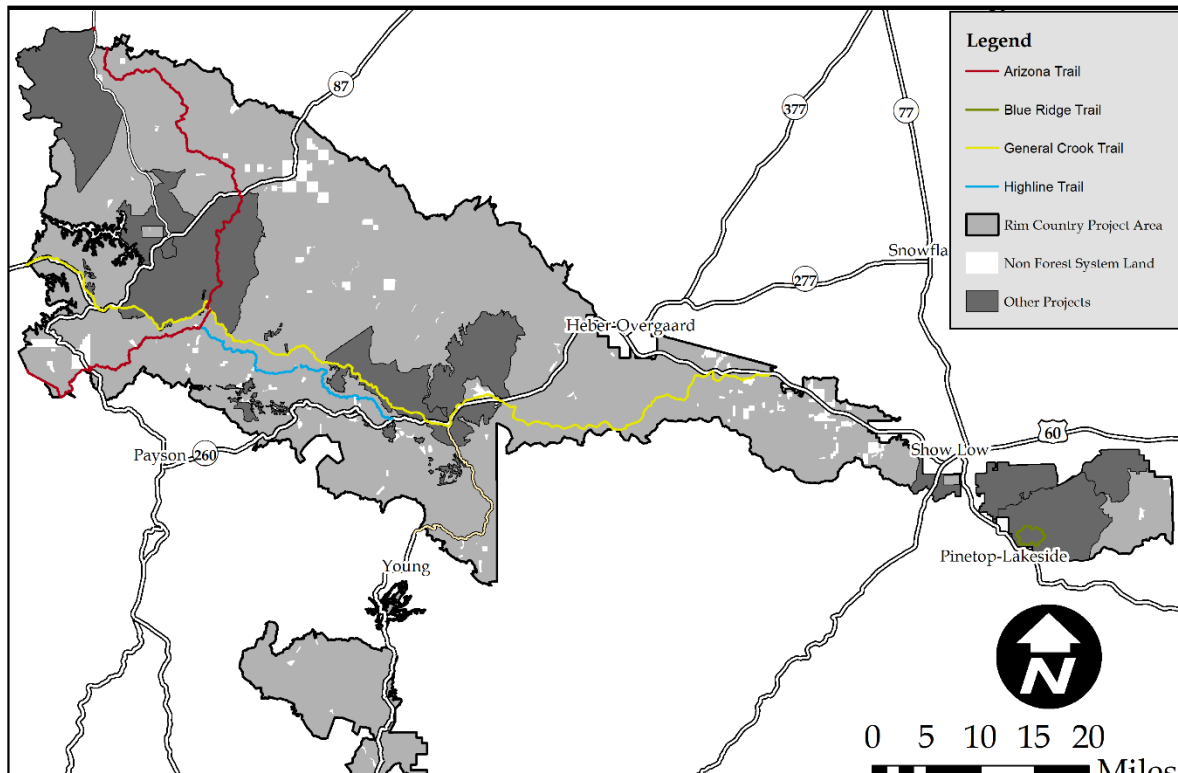 Legend
Arizona Trail
Blue Ridge Trail
General Crook Trail
Highline Trail
Rim Country Project Area
Non Forest System Land
Other Projects
87
377
77
Snowfla
277
Heber-Overgaard
Payson 260
Show Low
60
Young
Pinetop-Lakeside
N
0 5 10 15 20
Miles